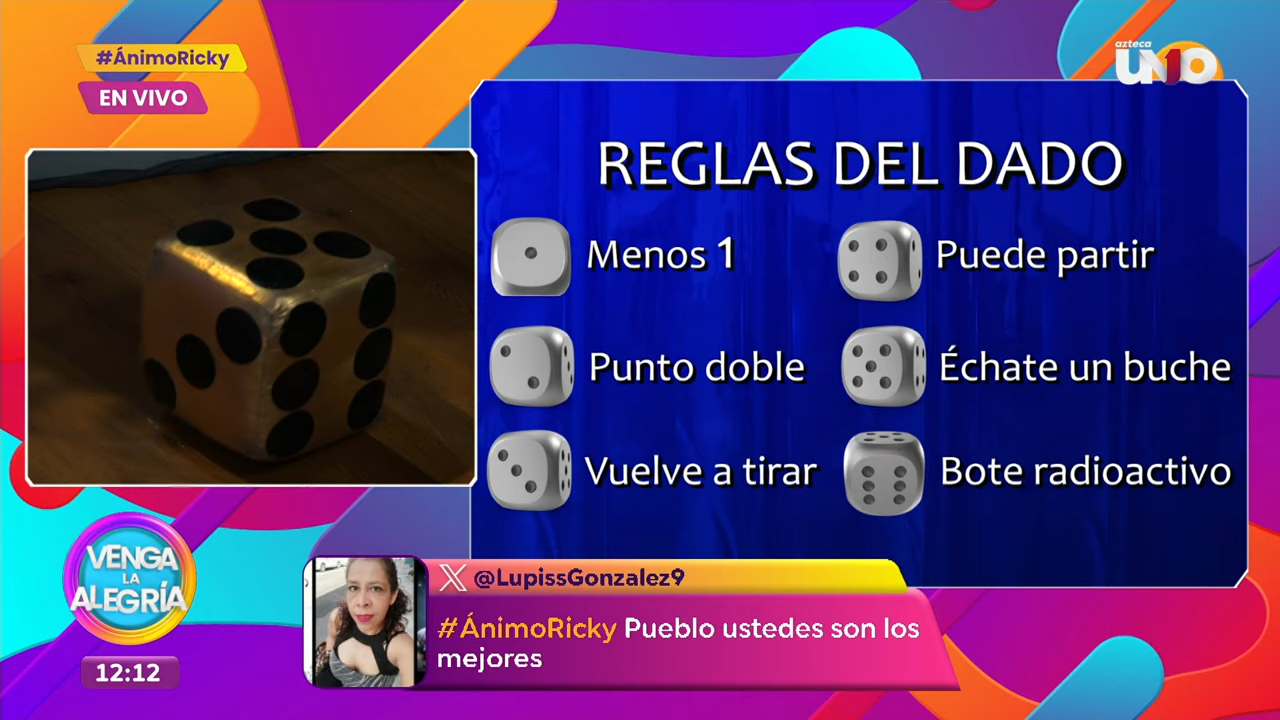 #ÁnimoRicky
EN VIVO
azteca
UNO
REGLAS DEL DADO
Menos 1
Puede partir
Punto doble
Échate un buche
Vuelve a tirar
Bote radioactivo
VENGA
LA
ALEGRÍA
12:12
X @LupissGonzalez9
#ÁnimoRicky Pueblo ustedes son los
mejores